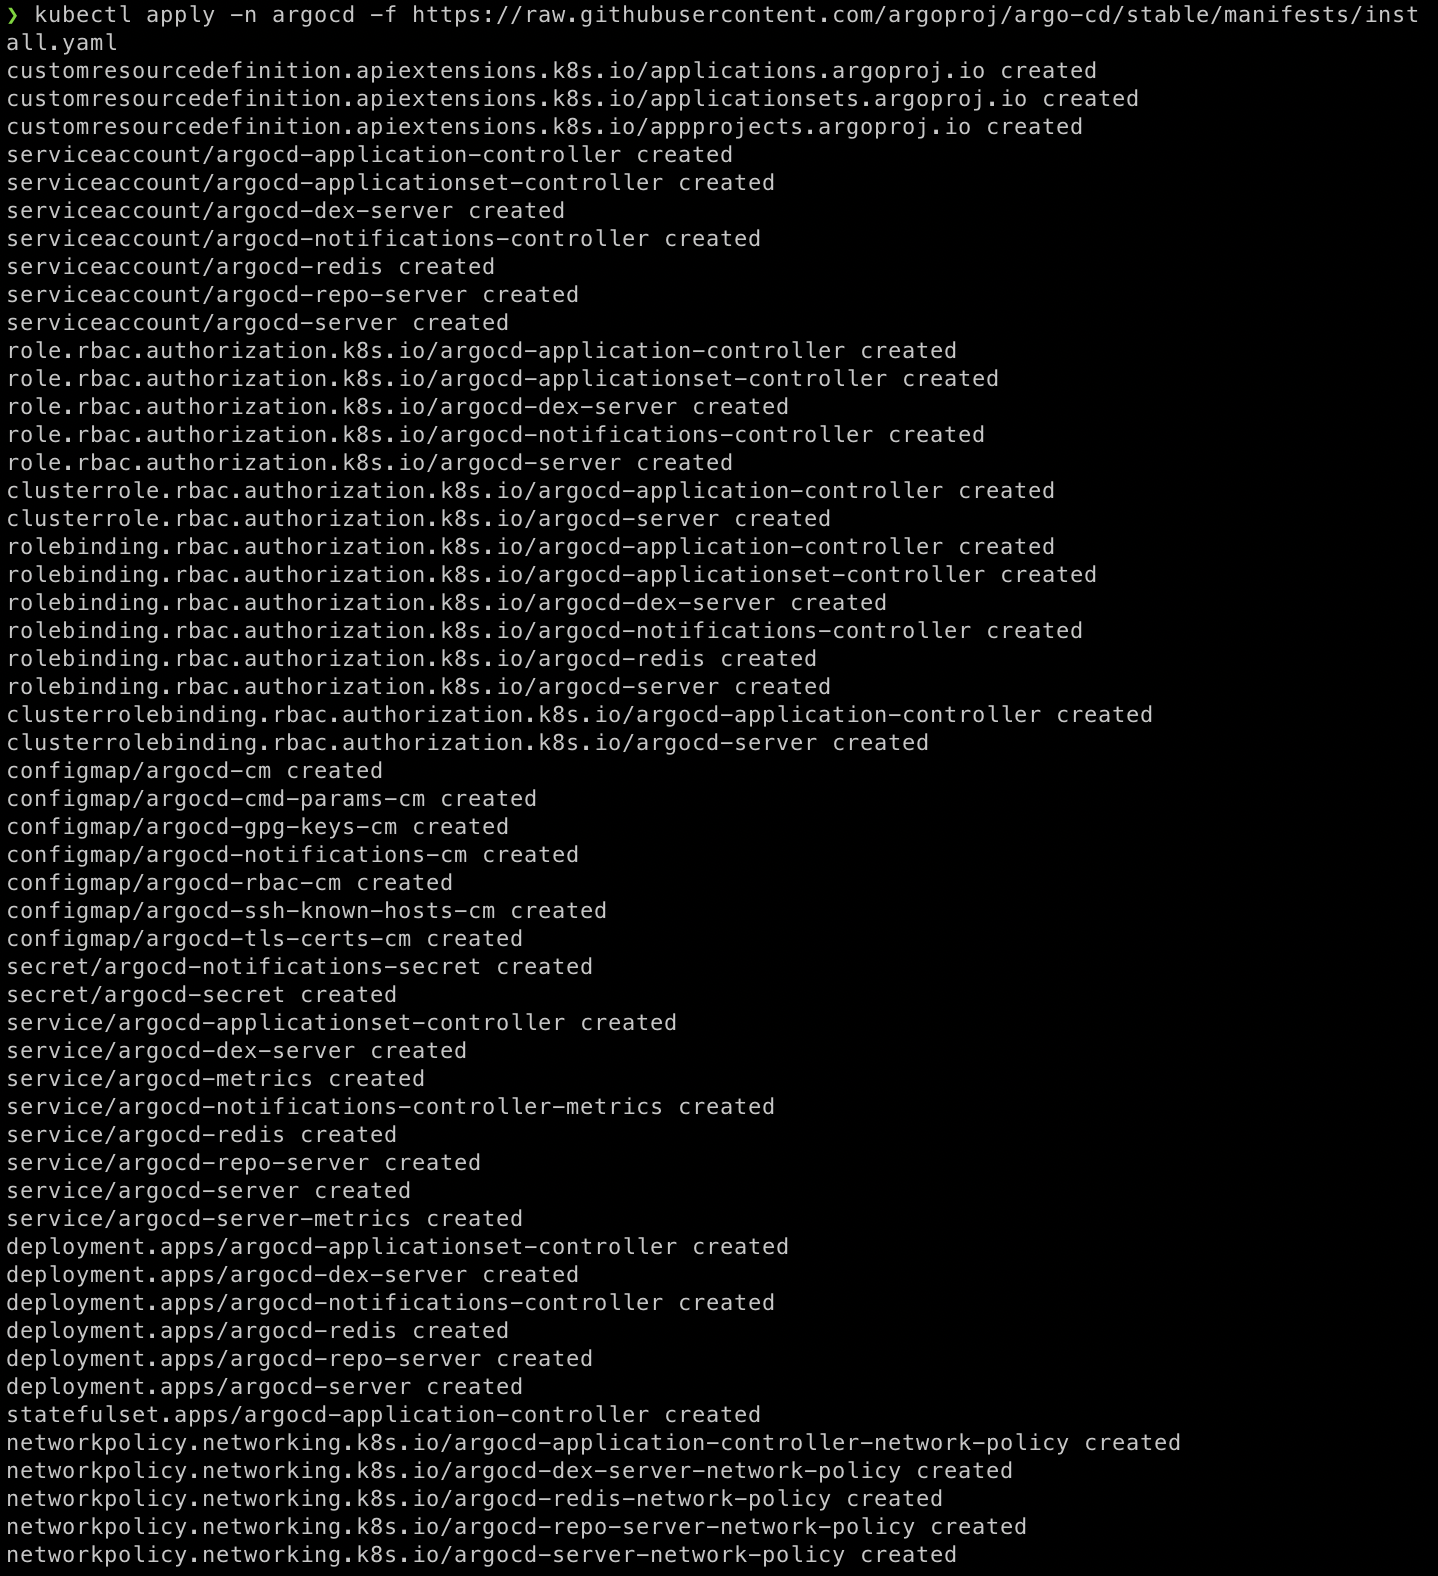 ❯ kubectl apply -n argocd -f https://raw.githubusercontent.com/argoproj/argo-cd/stable/manifests/inst
all.yaml
customresourcedefinition.apiextensions.k8s.io/applications.argoproj.io created
customresourcedefinition.apiextensions.k8s.io/applicationsets.argoproj.io created
customresourcedefinition.apiextensions.k8s.io/appprojects.argoproj.io created
serviceaccount/argocd-application-controller created
serviceaccount/argocd-applicationset-controller created
serviceaccount/argocd-dex-server created
serviceaccount/argocd-notifications-controller created
serviceaccount/argocd-redis created
serviceaccount/argocd-repo-server created
serviceaccount/argocd-server created
role.rbac.authorization.k8s.io/argocd-application-controller created
role.rbac.authorization.k8s.io/argocd-applicationset-controller created
role.rbac.authorization.k8s.io/argocd-dex-server created
role.rbac.authorization.k8s.io/argocd-notifications-controller created
role.rbac.authorization.k8s.io/argocd-server created
clusterrole.rbac.authorization.k8s.io/argocd-application-controller created
clusterrole.rbac.authorization.k8s.io/argocd-server created
rolebinding.rbac.authorization.k8s.io/argocd-application-controller created
rolebinding.rbac.authorization.k8s.io/argocd-applicationset-controller created
rolebinding.rbac.authorization.k8s.io/argocd-dex-server created
rolebinding.rbac.authorization.k8s.io/argocd-notifications-controller created
rolebinding.rbac.authorization.k8s.io/argocd-redis created
rolebinding.rbac.authorization.k8s.io/argocd-server created
clusterrolebinding.rbac.authorization.k8s.io/argocd-application-controller created
clusterrolebinding.rbac.authorization.k8s.io/argocd-server created
configmap/argocd-cm created
configmap/argocd-cmd-params-cm created
configmap/argocd-gpg-keys-cm created
configmap/argocd-notifications-cm created
configmap/argocd-rbac-cm created
configmap/argocd-ssh-known-hosts-cm created
configmap/argocd-tls-certs-cm created
secret/argocd-notifications-secret created
secret/argocd-secret created
service/argocd-applicationset-controller created
service/argocd-dex-server created
service/argocd-metrics created
service/argocd-notifications-controller-metrics created
service/argocd-redis created
service/argocd-repo-server created
service/argocd-server created
service/argocd-server-metrics created
deployment.apps/argocd-applicationset-controller created
deployment.apps/argocd-dex-server created
deployment.apps/argocd-notifications-controller created
deployment.apps/argocd-redis created
deployment.apps/argocd-repo-server created
deployment.apps/argocd-server created
statefulset.apps/argocd-application-controller created
networkpolicy.networking.k8s.io/argocd-application-controller-network-policy created
networkpolicy.networking.k8s.io/argocd-dex-server-network-policy created
networkpolicy.networking.k8s.io/argocd-redis-network-policy created
networkpolicy.networking.k8s.io/argocd-repo-server-network-policy created
networkpolicy.networking.k8s.io/argocd-server-network-policy created